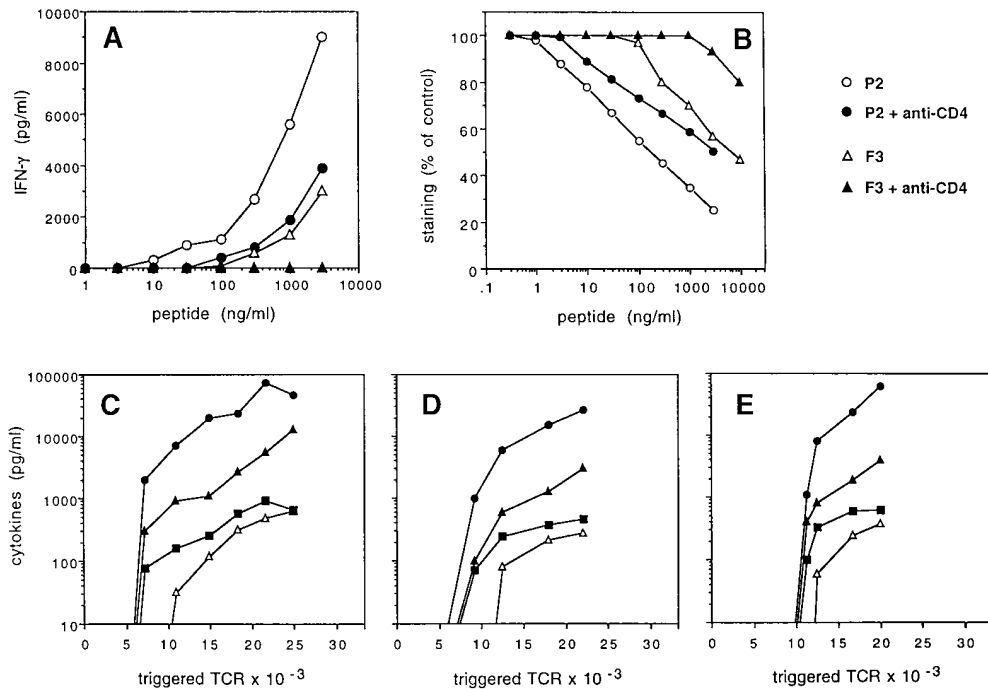 A
IFN-γ (pg/ml)
10000
8000
6000
4000
2000
0
1
10
100
1000
10000
peptide (ng/ml)
B
staining (% of control)
120
100
80
60
40
20
0
.1
1
10
100
1000
10000
peptide (ng/ml)
P2
P2 + anti-CD4
F3
F3 + anti-CD4
C
cytokines (pg/ml)
100000
10000
1000
100
10
0
5
10
15
20
25
30
triggered TCR x 10 -3
D
0
5
10
15
20
25
30
triggered TCR x 10 -3
E
0
5
10
15
20
25
30
triggered TCR x 10 -3